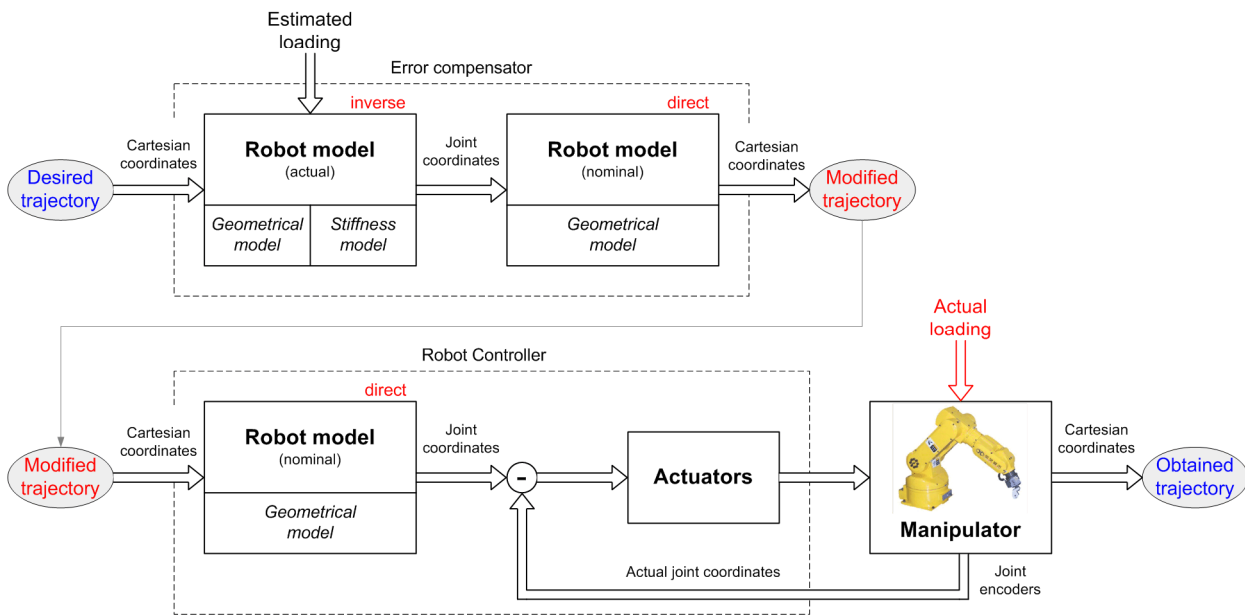 Estimated
loading
Error compensator
inverse
direct
Cartesian
coordinates
Robot model
(actual)
Joint
coordinates
Robot model
(nominal)
Cartesian
coordinates
Desired
trajectory
Modified
trajectory
Geometrical
model
Stiffness
model
Geometrical
model
Actual
loading
Robot Controller
direct
Cartesian
coordinates
Robot model
(nominal)
Joint
coordinates
Cartesian
coordinates
Modified
trajectory
-
Actuators
Obtained
trajectory
Geometrical
model
Manipulator
Actual joint coordinates
Joint
encoders